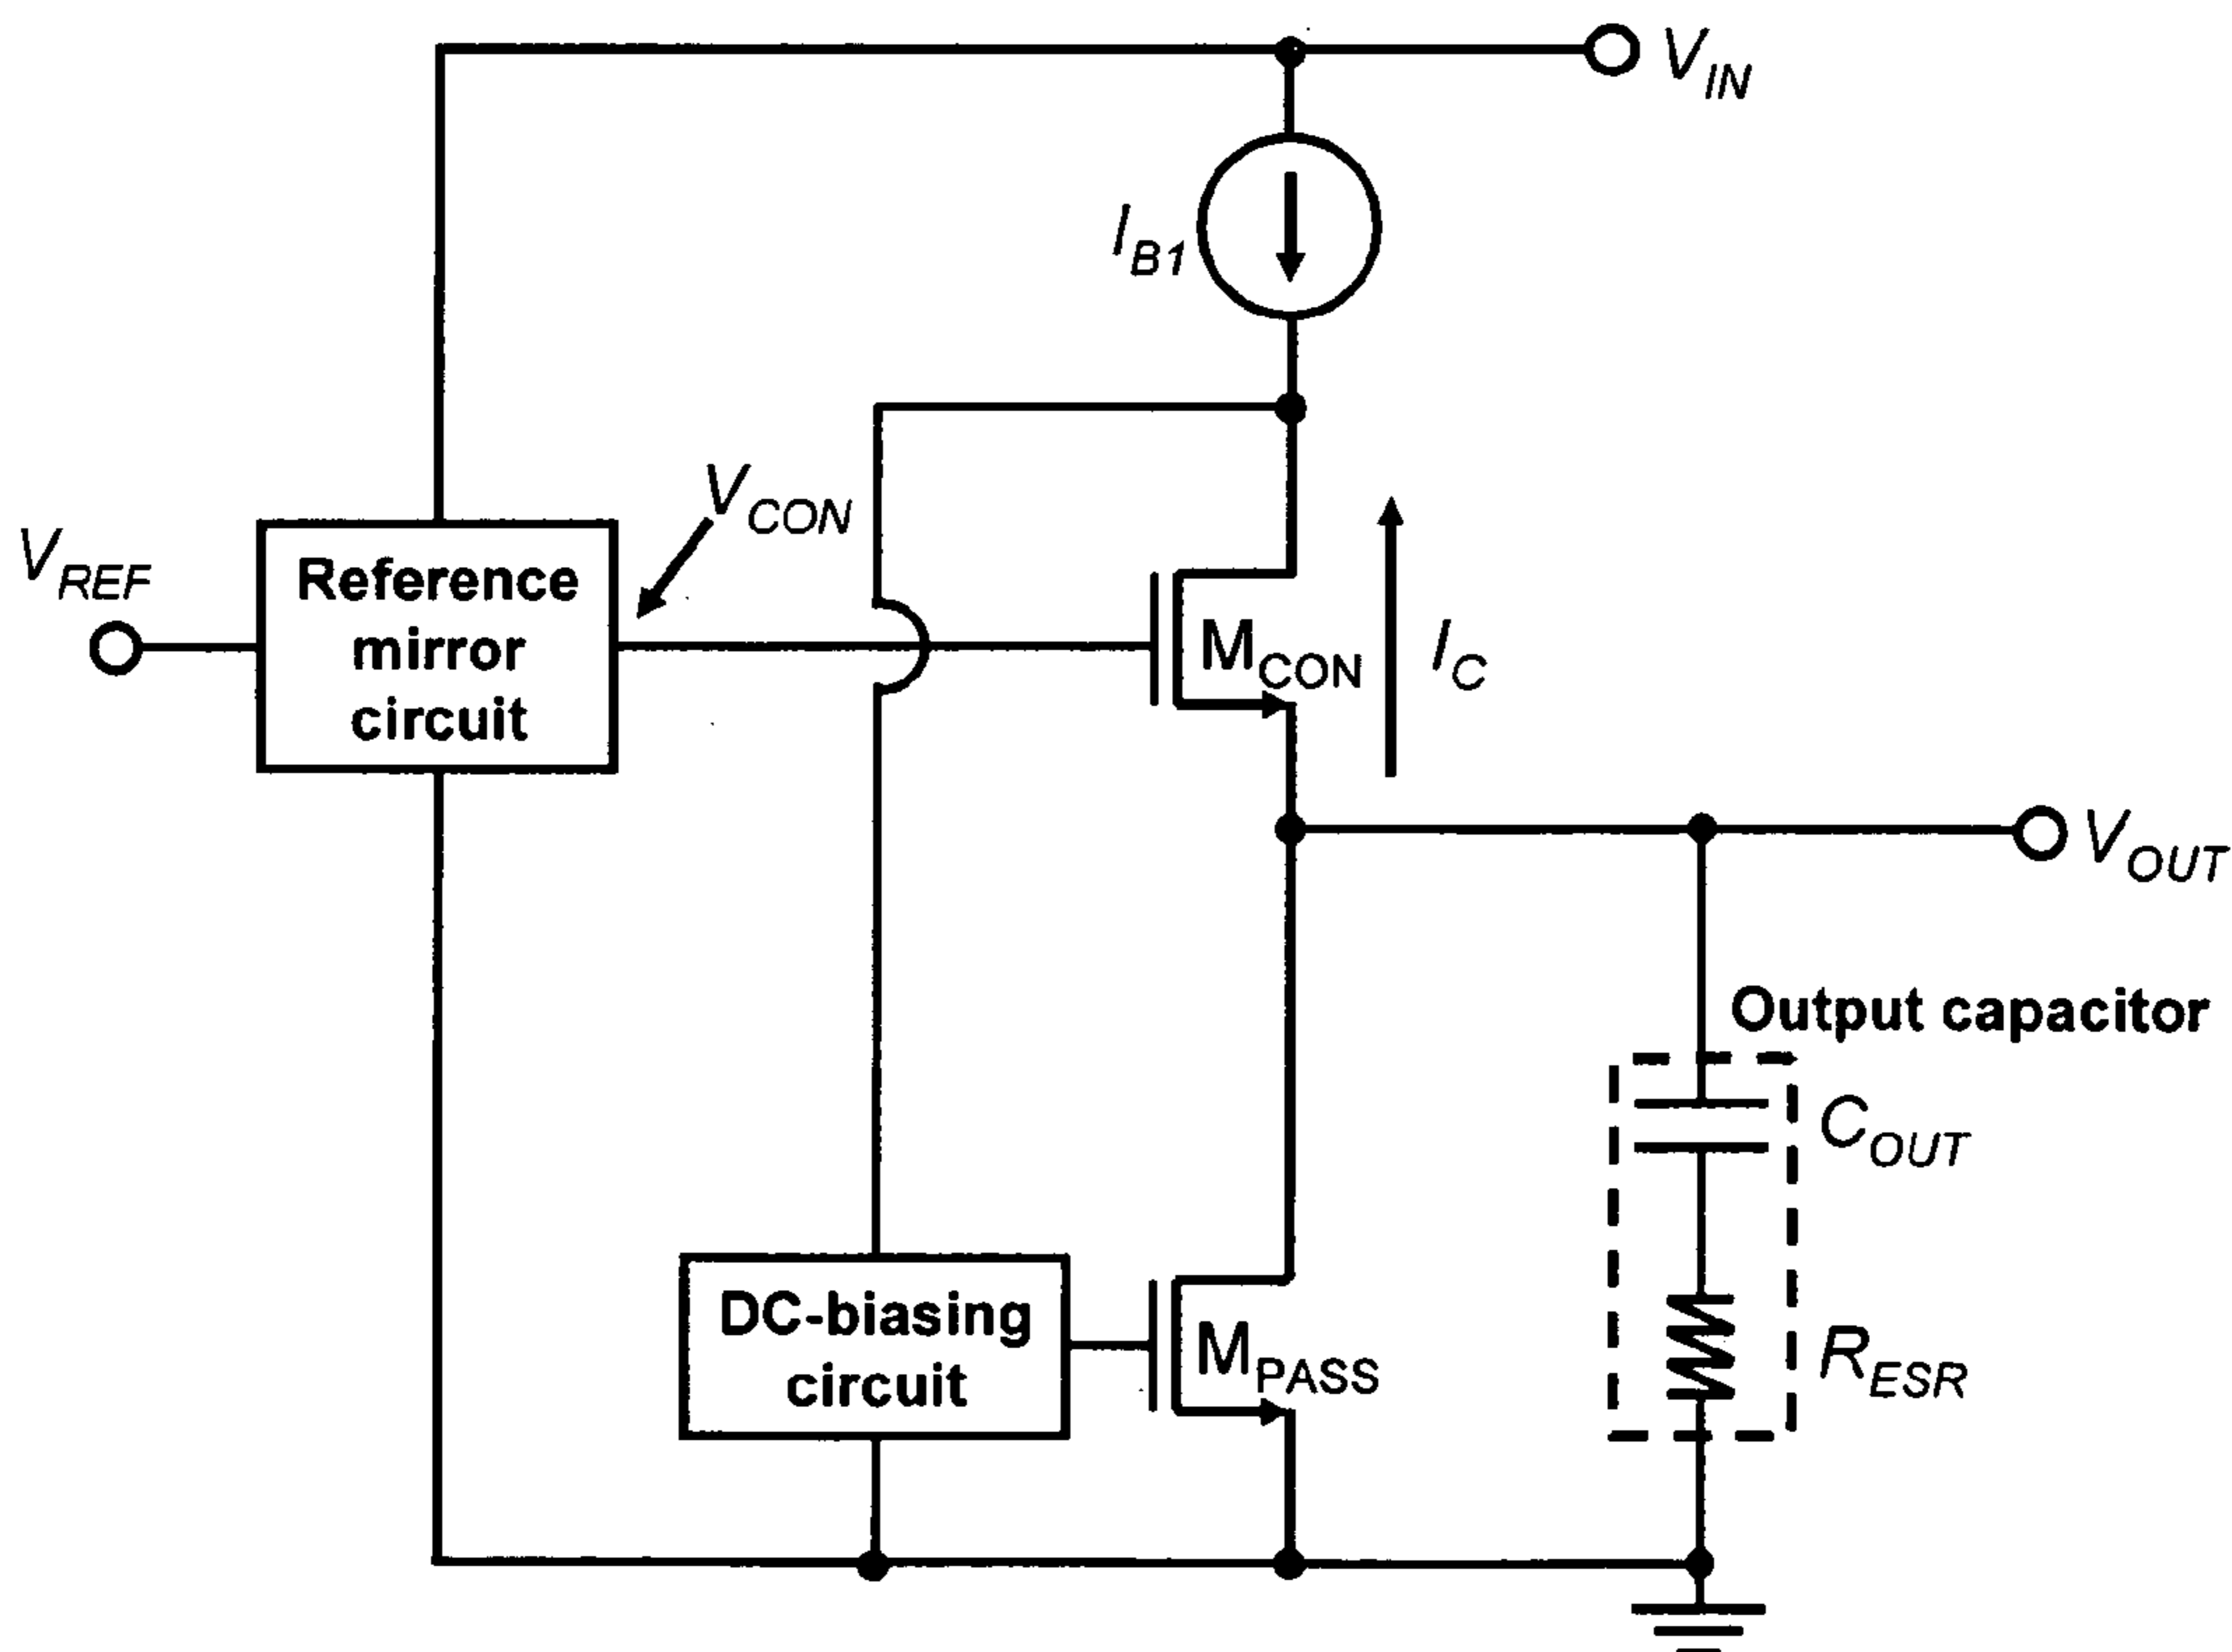 V_IN
I_B1
V_CON
V_REF
Reference
mirror
circuit
M_CON
I_C
V_OUT
Output capacitor
C_OUT
DC-biasing
circuit
M_PASS
R_ESR